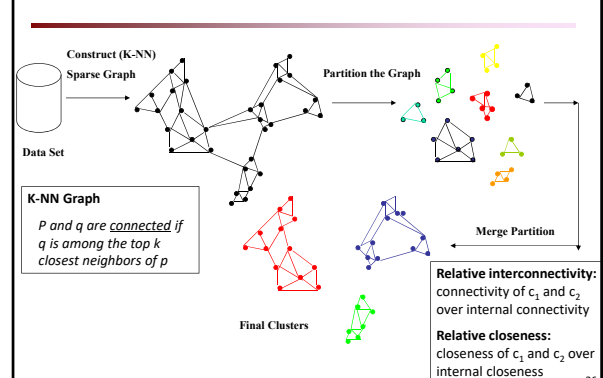 Construct (K-NN)
Sparse Graph
Partition the Graph
Data Set
K-NN Graph
P and q are connected if
q is among the top k
closest neighbors of p
Merge Partition
Final Clusters
Relative interconnectivity:
connectivity of c₁ and c₂
over internal connectivity
Relative closeness:
closeness of c₁ and c₂ over
internal closeness